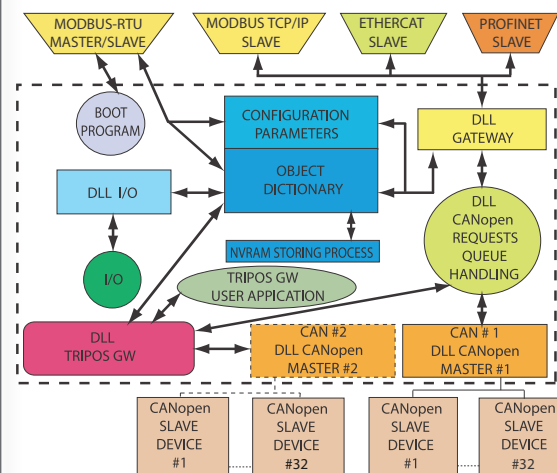 MODBUS-RTU
MASTER/SLAVE
MODBUS TCP/IP
SLAVE
ETHERCAT
SLAVE
PROFINET
SLAVE
BOOT
PROGRAM
CONFIGURATION
PARAMETERS
DLL
GATEWAY
DLL I/O
OBJECT
DICTIONARY
DLL
CANopen
REQUESTS
QUEUE
HANDLING
NVRAM STORING PROCESS
I/O
TRIPOS GW
USER APPLICATION
DLL
TRIPOS GW
CAN #2
DLL CANopen
MASTER #2
CAN # 1
DLL CANopen
MASTER #1
CANopen
SLAVE
DEVICE
#1
CANopen
SLAVE
DEVICE
#32
CANopen
SLAVE
DEVICE
#1
CANopen
SLAVE
DEVICE
#32